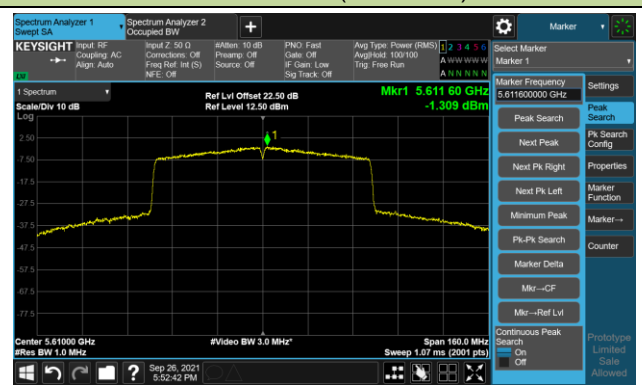 Spectrum Analyzer 1
Swept SA
Spectrum Analyzer 2
Occupied BW
+
Marker
KEYSIGHT
Input: RF
Coupling: AC
Align: Auto
Input Z: 50 Ω
Corrections: Off
Freq Ref: Int (S)
NFE: Off
#Atten: 10 dB
Preamp: Off
Source: Off
PNO: Fast
Gate: Off
IF Gain: Low
Sig Track: Off
Avg Type: Power (RMS)
Avg|Hold: 100/100
Trig: Free Run
1 2 3 4 5 6
A W W W W W
A N N N N N
LXI
Select Marker
Marker 1
1 Spectrum
Scale/Div 10 dB
Log
Ref Lvl Offset 22.50 dB
Ref Level 12.50 dBm
Mkr1 5.611 60 GHz
-1.309 dBm
1
2.50
-7.50
-17.5
-27.5
-37.5
-47.5
-57.5
-67.5
-77.5
Center 5.61000 GHz
#Res BW 1.0 MHz
#Video BW 3.0 MHz*
Span 160.0 MHz
Sweep 1.07 ms (2001 pts)
Marker Frequency
5.611600000 GHz
Peak Search
Next Peak
Next Pk Right
Next Pk Left
Minimum Peak
Pk-Pk Search
Marker Delta
Mkr→CF
Mkr→Ref Lvl
Continuous Peak
Search
On
Off
Settings
Peak
Search
Pk Search
Config
Properties
Marker
Function
Marker→
Counter
Prototype
Limited
Sale
Allowed
?
Sep 26, 2021
5:52:42 PM